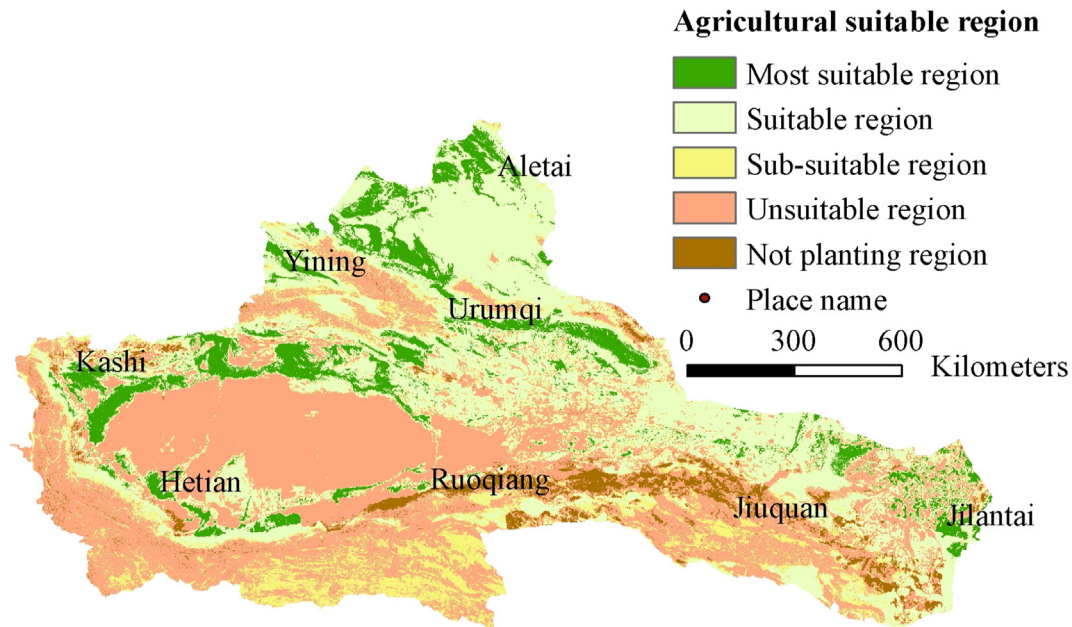 Agricultural suitable region
Most suitable region
Suitable region
Sub-suitable region
Unsuitable region
Not planting region
Place name
0 300 600
Kilometers
Aletai
Yining
Urumqi
Kashi
Hetian
Ruoqiang
Jiuquan
Jilantai